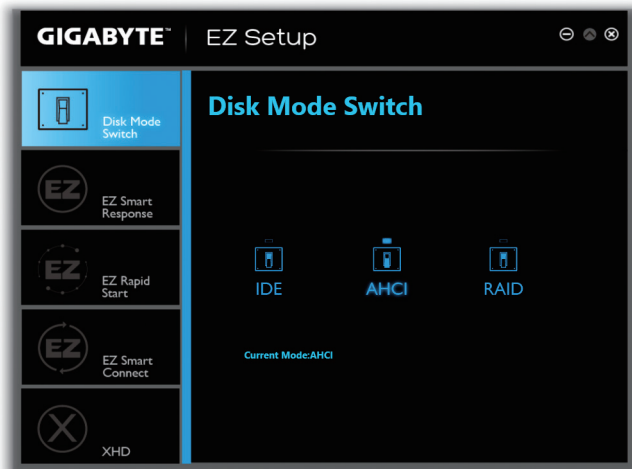 GIGABYTE™ EZ Setup
Disk Mode
Switch
EZ
EZ Smart
Response
EZ
EZ Rapid
Start
EZ
EZ Smart
Connect
XHD
Disk Mode Switch
IDE AHCI RAID
Current Mode:AHCI